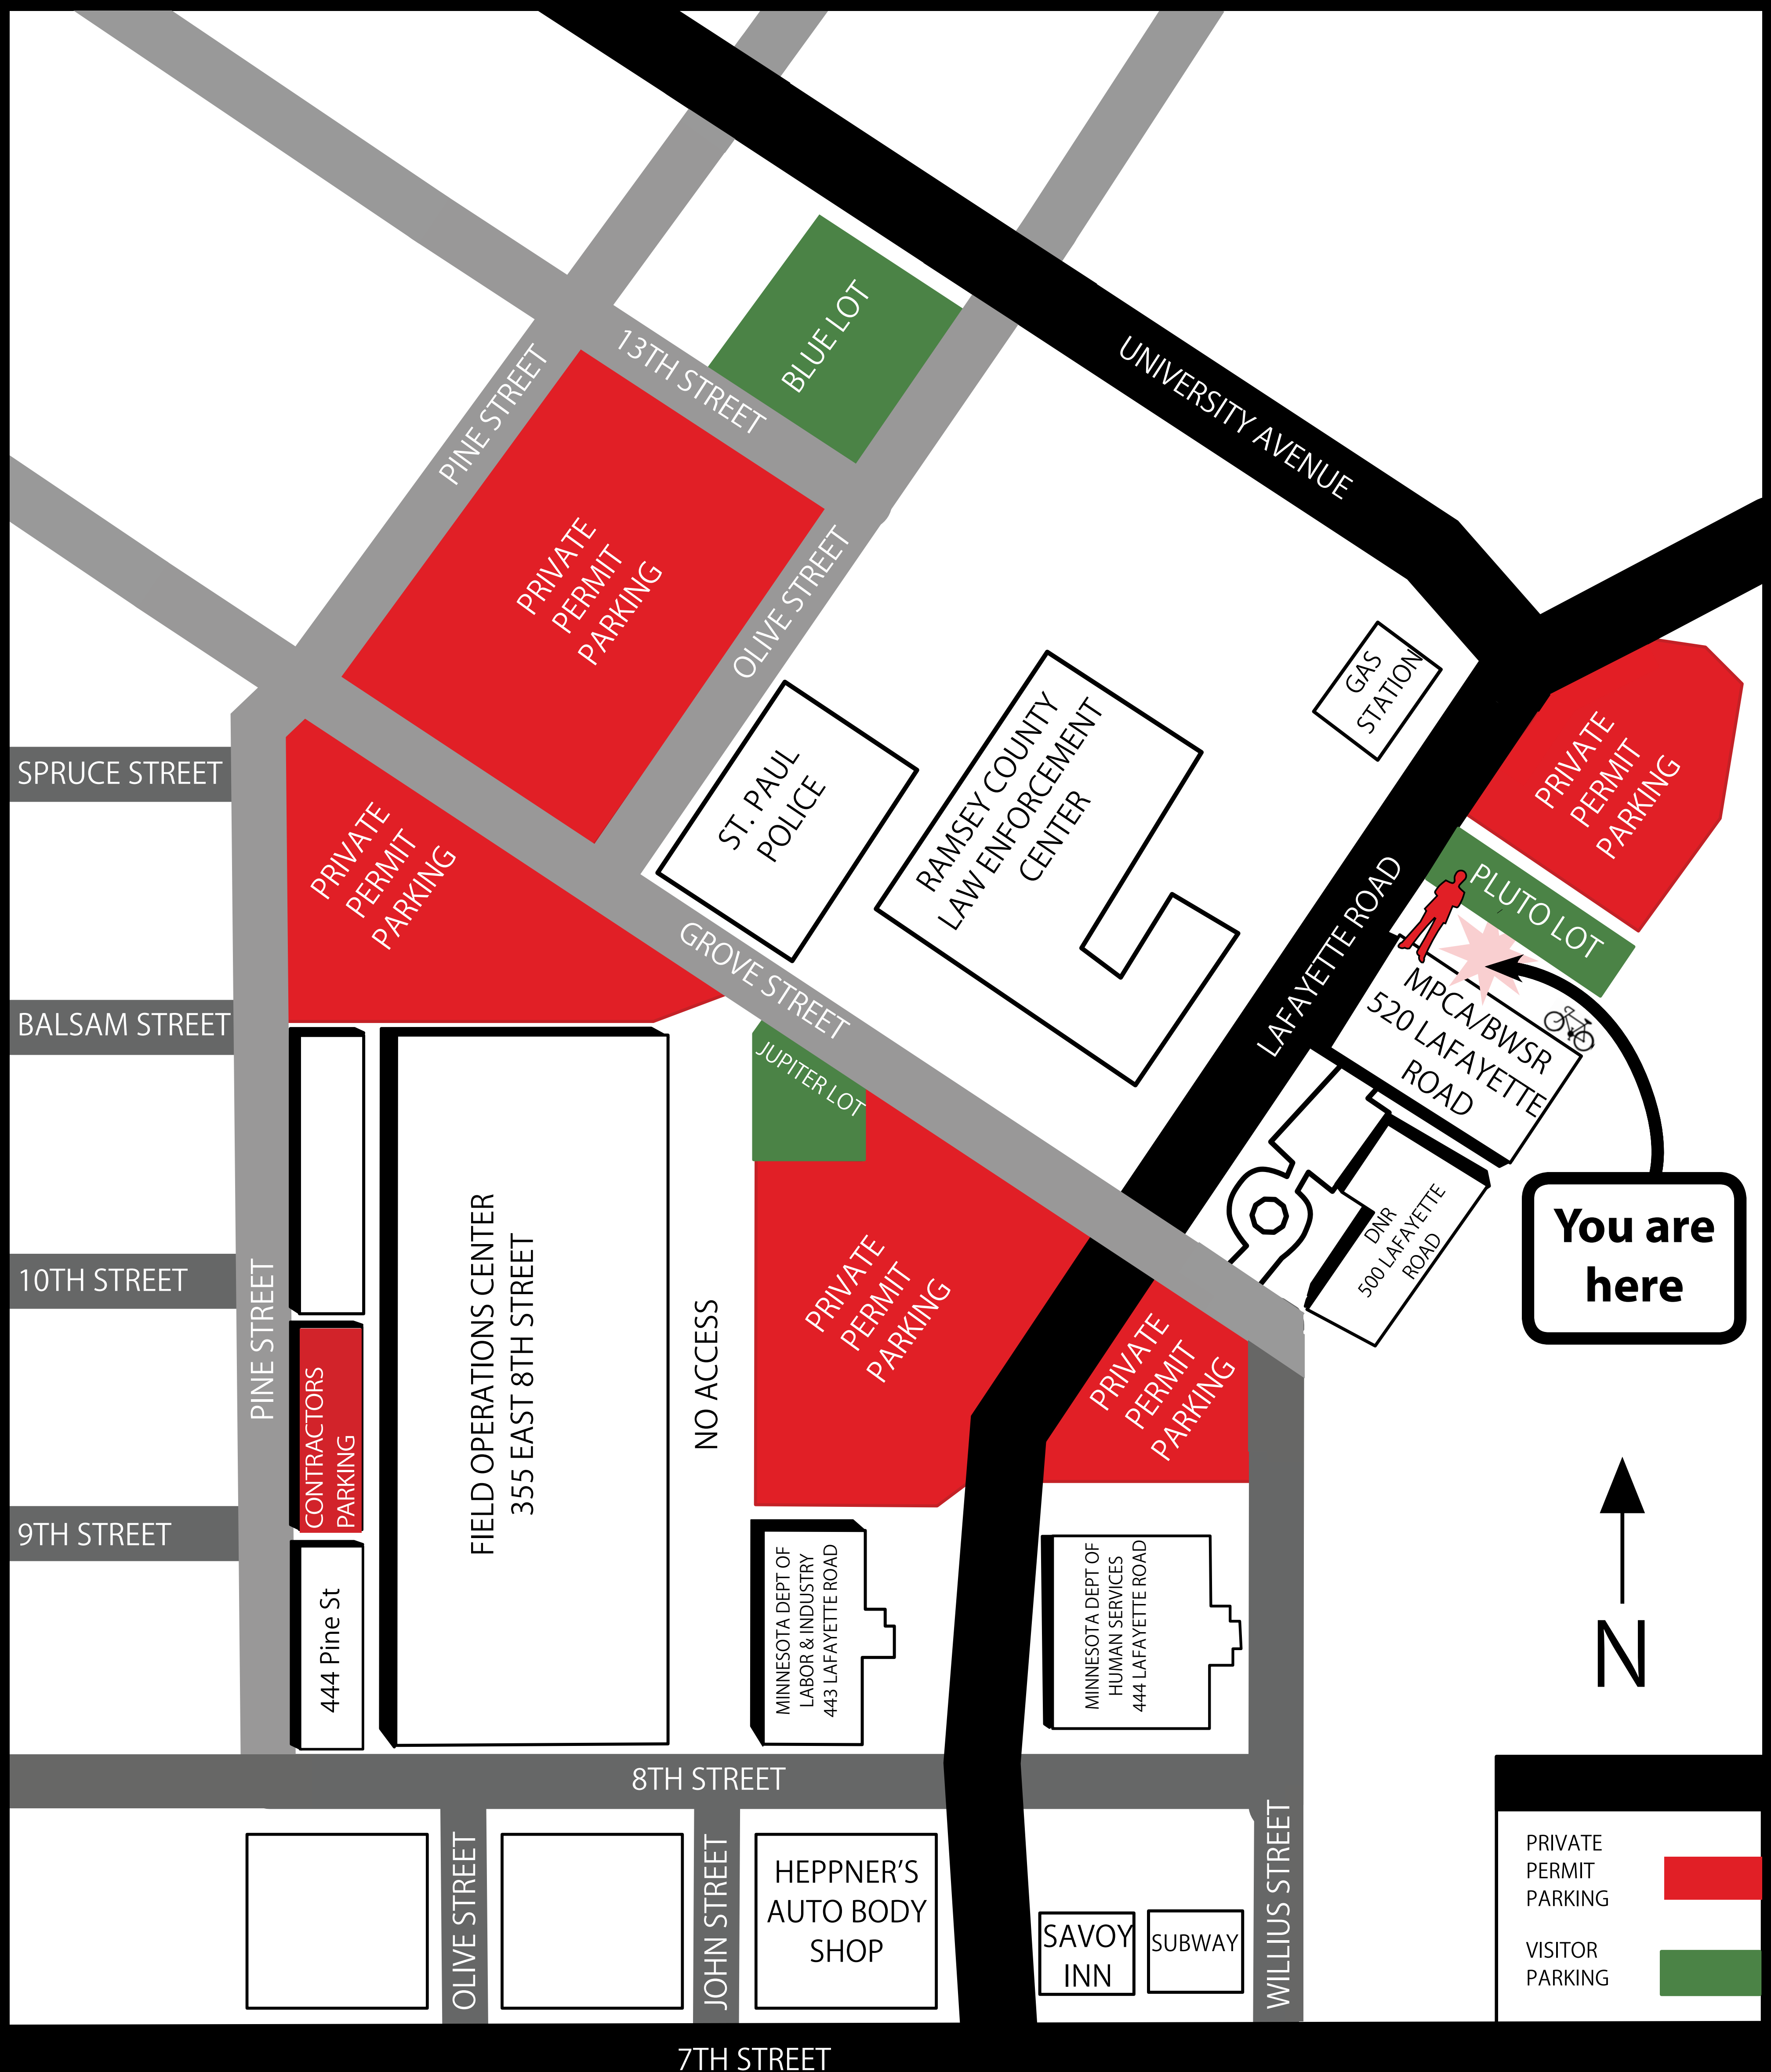 UNIVERSITY AVENUE
BLUE LOT
13TH STREET
PINE STREET
PRIVATE
PERMIT
PARKING
OLIVE STREET
GAS
STATION
ST. PAUL
POLICE
RAMSEY COUNTY
LAW ENFORCEMENT
CENTER
PRIVATE
PERMIT
PARKING
SPRUCE STREET
PRIVATE
PERMIT
PARKING
PLUTO LOT
LAFAYETTE ROAD
GROVE STREET
MPCA/BWSR
520 LAFAYETTE
ROAD
BALSAM STREET
JUPITER LOT
DNR
500 LAFAYETTE
ROAD
You are
here
10TH STREET
PINE STREET
FIELD OPERATIONS CENTER
355 EAST 8TH STREET
NO ACCESS
PRIVATE
PERMIT
PARKING
PRIVATE
PERMIT
PARKING
CONTRACTORS
PARKING
9TH STREET
444 Pine St
MINNESOTA DEPT OF
LABOR & INDUSTRY
443 LAFAYETTE ROAD
MINNESOTA DEPT OF
HUMAN SERVICES
444 LAFAYETTE ROAD
N
8TH STREET
OLIVE STREET
JOHN STREET
HEPPNER'S
AUTO BODY
SHOP
SAVOY
INN
SUBWAY
WILLIUS STREET
PRIVATE
PERMIT
PARKING
VISITOR
PARKING
7TH STREET